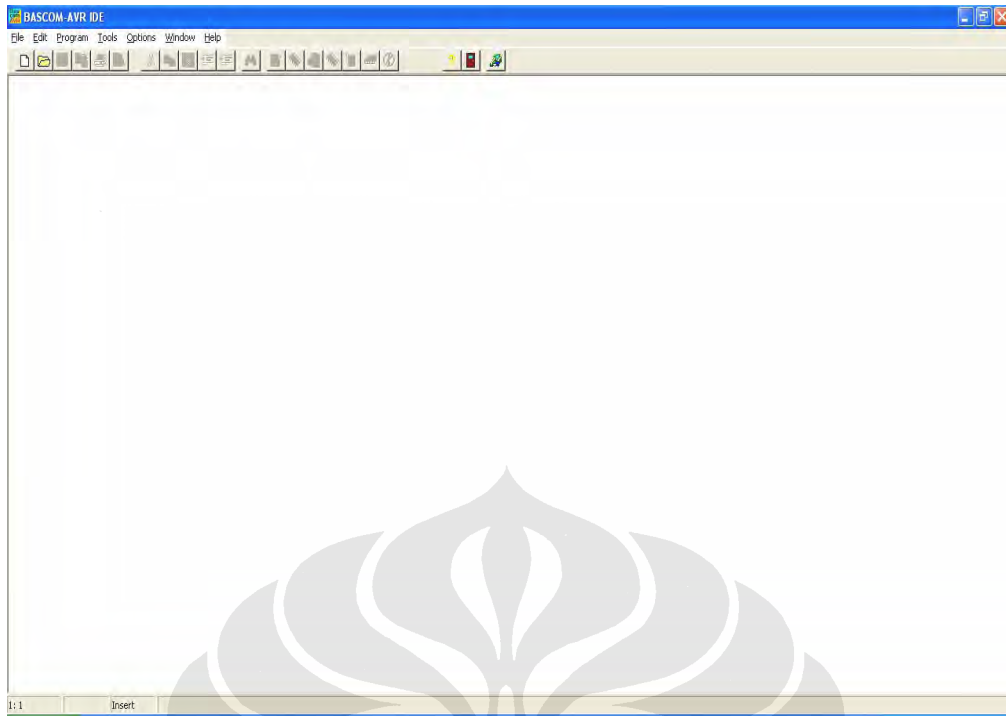 BASCOM-AVR IDE
File Edit Program Tools Options Window Help
1: 1 Insert